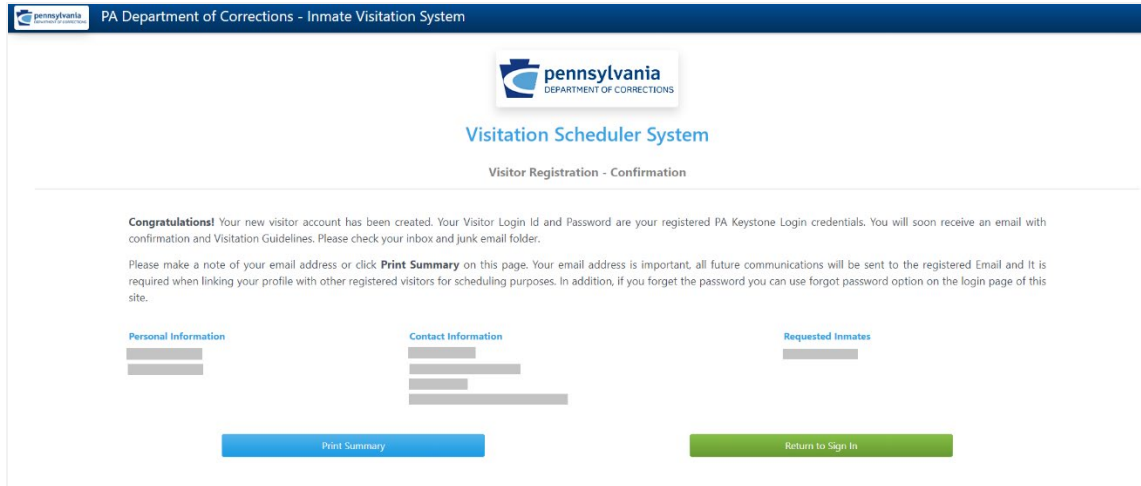 pennsylvania
DEPARTMENT OF CORRECTIONS
PA Department of Corrections - Inmate Visitation System
pennsylvania
DEPARTMENT OF CORRECTIONS
Visitation Scheduler System
Visitor Registration - Confirmation
Congratulations! Your new visitor account has been created. Your Visitor Login Id and Password are your registered PA Keystone Login credentials. You will soon receive an email with
confirmation and Visitation Guidelines. Please check your inbox and junk email folder.
Please make a note of your email address or click Print Summary on this page. Your email address is important, all future communications will be sent to the registered Email and It is
required when linking your profile with other registered visitors for scheduling purposes. In addition, if you forget the password you can use forgot password option on the login page of this
site.
Personal Information
Contact Information
Requested Inmates
Print Summary
Return to Sign In